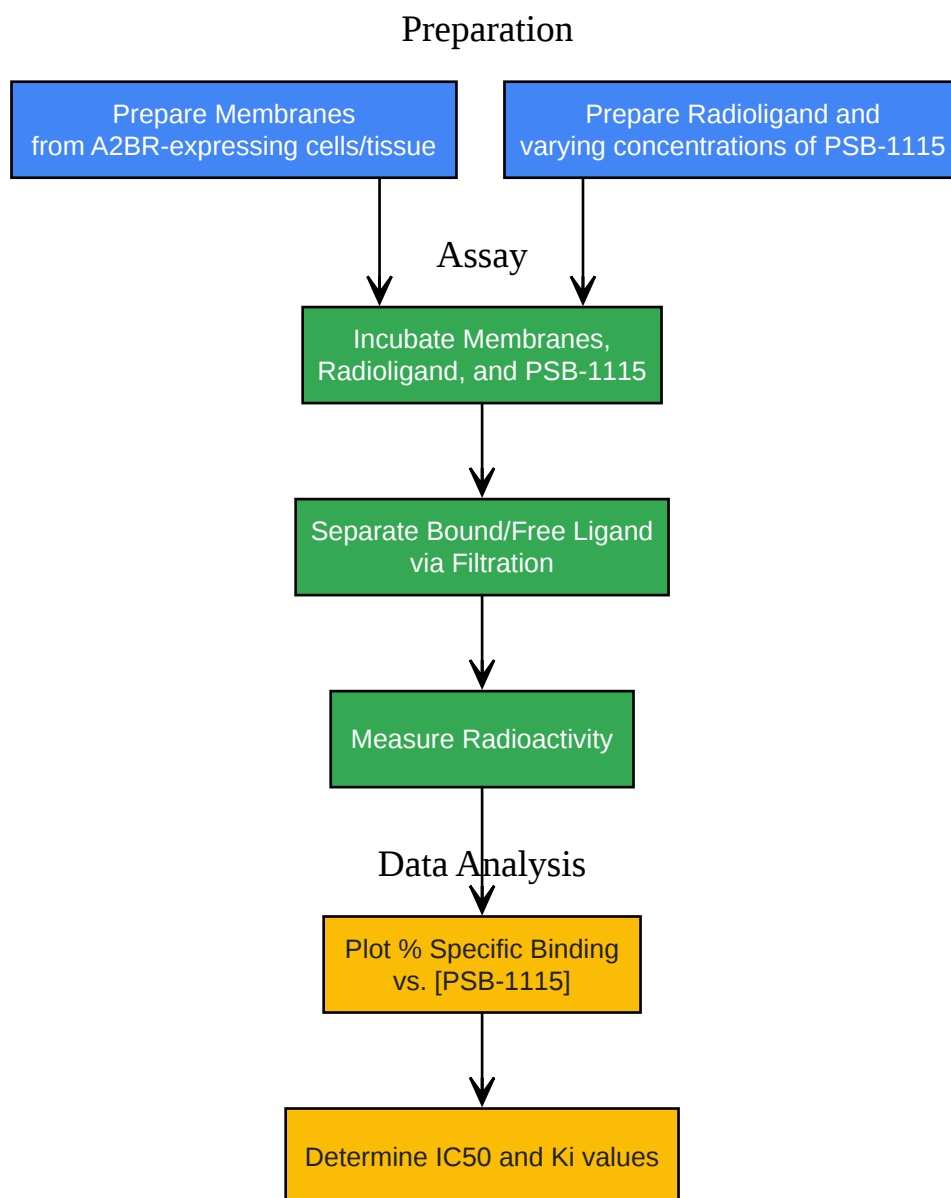 Preparation
Prepare Membranes
from A2BR-expressing cells/tissue
Prepare Radioligand and
varying concentrations of PSB-1115
Assay
Incubate Membranes,
Radioligand, and PSB-1115
Separate Bound/Free Ligand
via Filtration
Measure Radioactivity
Data Analysis
Plot % Specific Binding
vs. [PSB-1115]
Determine IC50 and Ki values